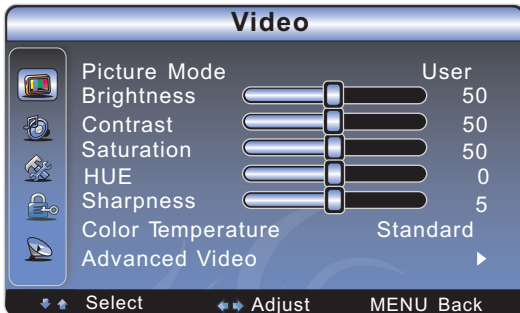 Video
Picture Mode User
Brightness 50
Contrast 50
Saturation 50
HUE 0
Sharpness 5
Color Temperature Standard
Advanced Video
Select Adjust MENU Back